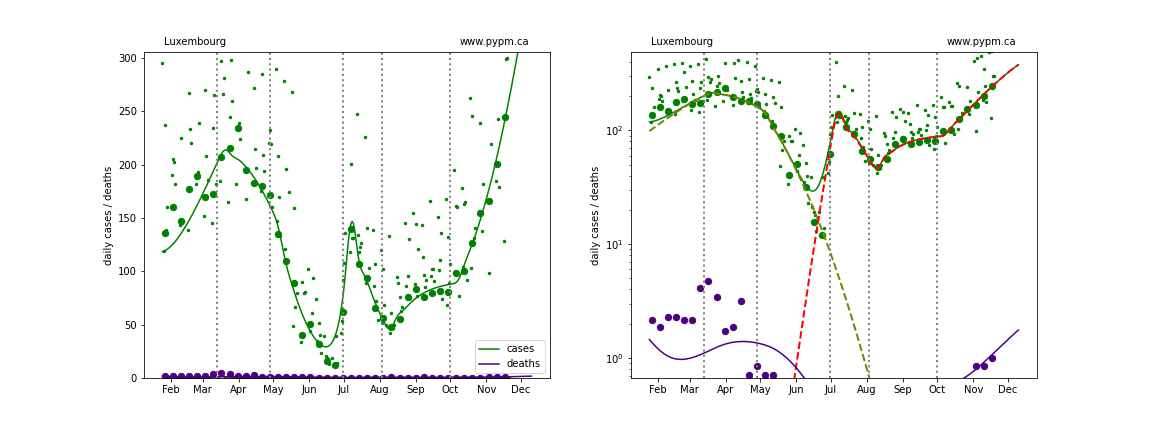 Luxembourg www.pypm.ca
300
250
200
150
100
50
0
daily cases / deaths
cases
deaths
Feb Mar Apr May Jun Jul Aug Sep Oct Nov Dec
Luxembourg www.pypm.ca
10²
10¹
10⁰
daily cases / deaths
Feb Mar Apr May Jun Jul Aug Sep Oct Nov Dec